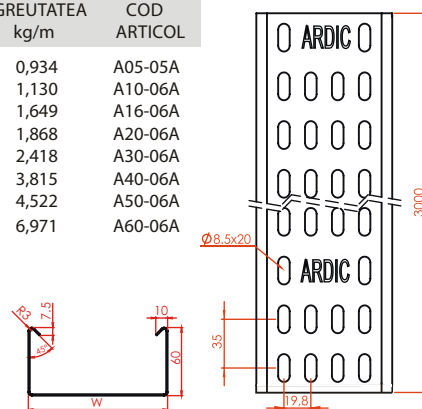 GREUTATEA COD
kg/m ARTICOL
0,934 A05-05A
1,130 A10-06A
1,649 A16-06A
1,868 A20-06A
2,418 A30-06A
3,815 A40-06A
4,522 A50-06A
6,971 A60-06A
ARDIC
3000
Ø8.5x20
ARDIC
35
19,8
R3
7.5
10
45°
60
W